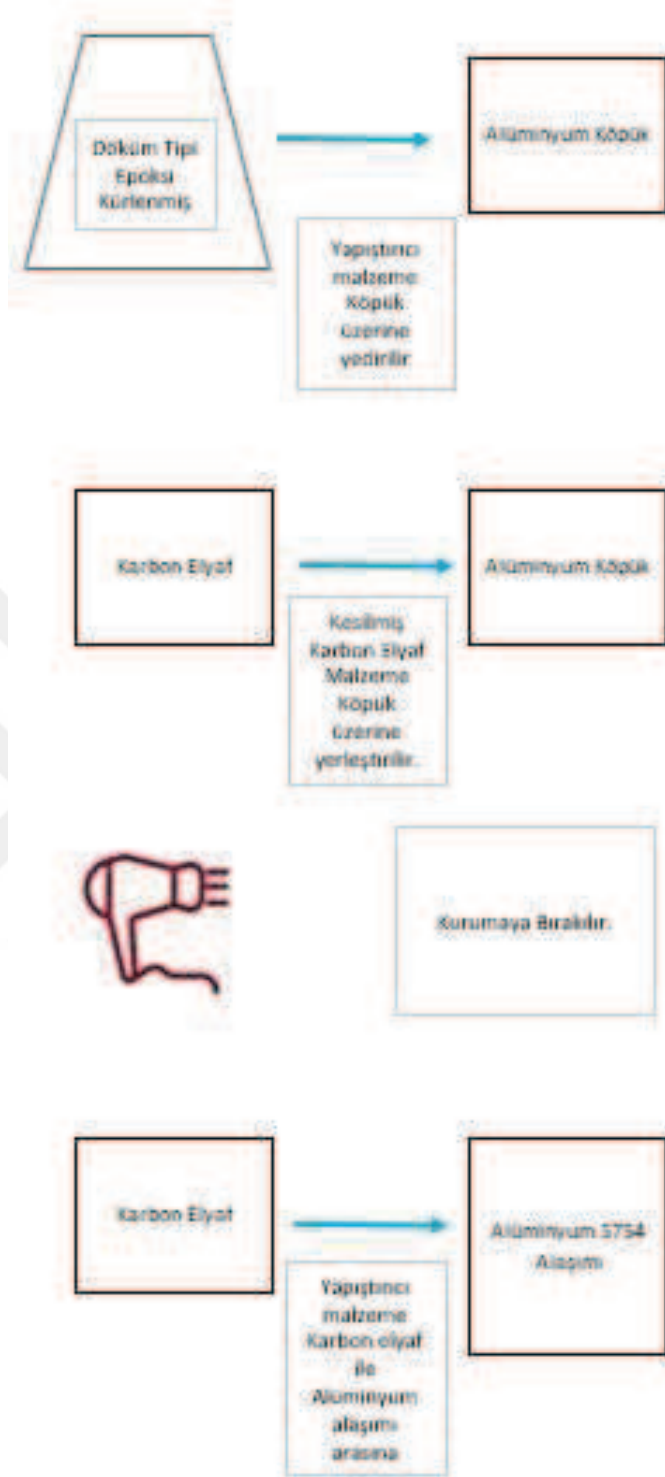 Döküm Tipi
Epoksi
Kürlenmiş
Alüminyum Köpük
Yapıştırıcı
malzeme
Köpük
üzerine
yedirilir
Karbon Elyaf
Alüminyum Köpük
Kesilmiş
Karbon Elyaf
Malzeme
Köpük
üzerine
yerleştirilir.
Kurumaya Bırakılır.
Karbon Elyaf
Alüminyum 5754
Alaşımı
Yapıştırıcı
malzeme
Karbon elyaf
ile
Alüminyum
alaşımı
arasına